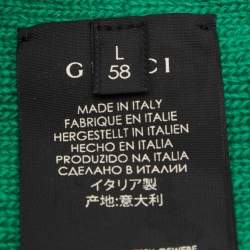 L
58
GUCCI
MADE IN ITALY
FABRIQUE EN ITALIE
HERGESTELLT IN ITALIEN
HECHO EN ITALIA
PRODUZIDO NA ITALIA
СДЕЛАНО В ИТАЛИИ
イタリア製
产地:意大利